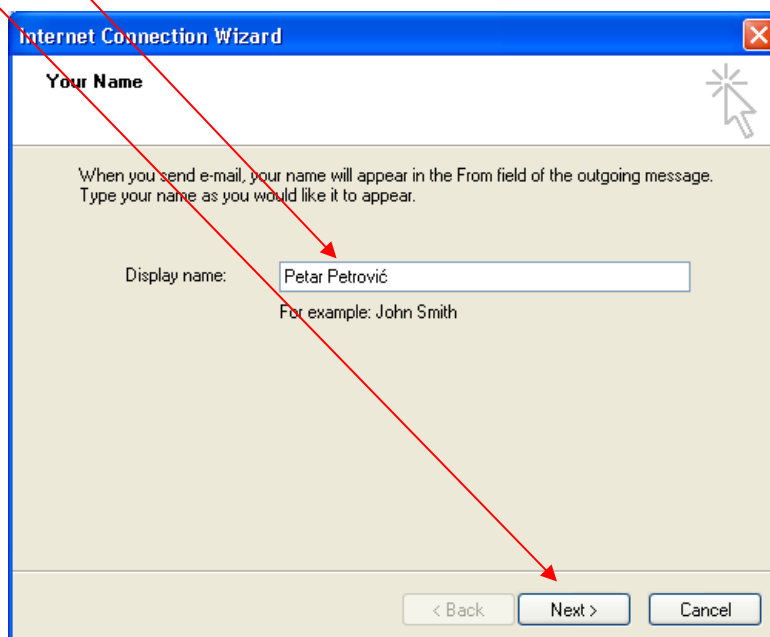 Internet Connection Wizard
Your Name
When you send e-mail, your name will appear in the From field of the outgoing message.
Type your name as you would like it to appear.
Display name:
Petar Petrović
For example: John Smith
< Back
Next >
Cancel